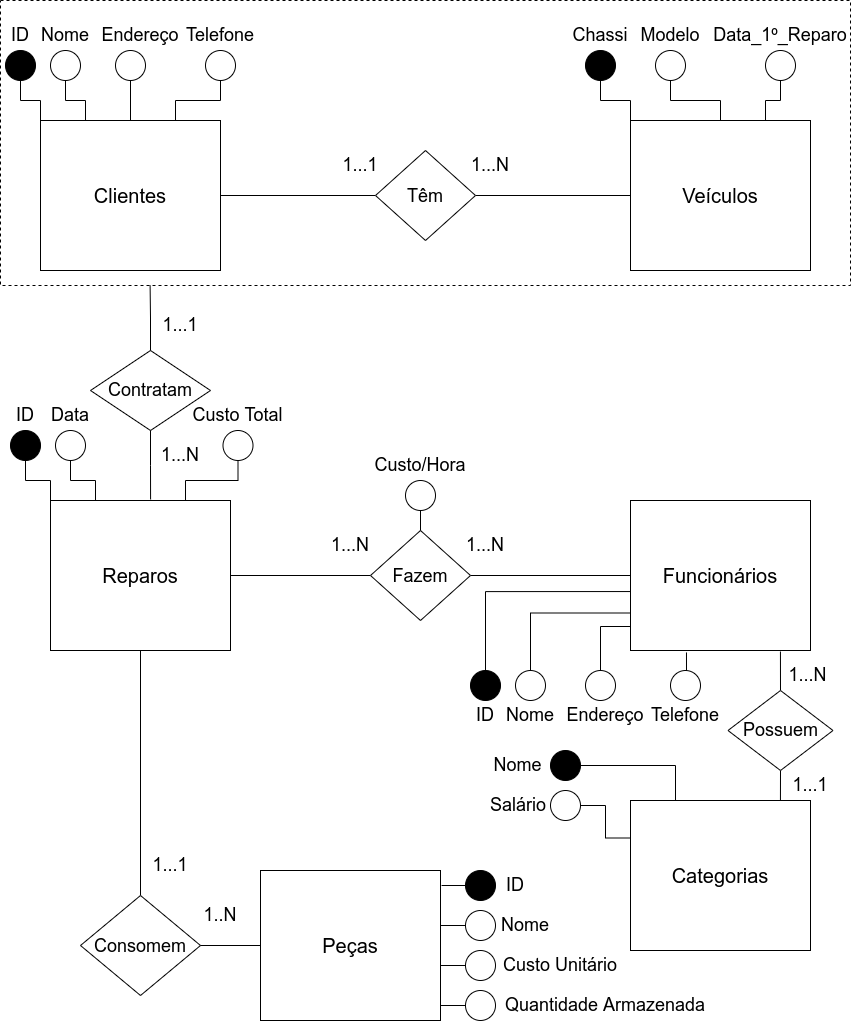 ID
Nome
Endereço
Telefone
Chassi
Modelo
Data_1º_Reparo
Clientes
1...1
Têm
1...N
Veículos
1...1
Contratam
ID
Data
Custo Total
1...N
Custo/Hora
Reparos
1...N
Fazem
1...N
Funcionários
ID
Nome
Endereço
Telefone
1...N
Possuem
1...1
Nome
Salário
Categorias
1...1
Consomem
1..N
Peças
ID
Nome
Custo Unitário
Quantidade Armazenada